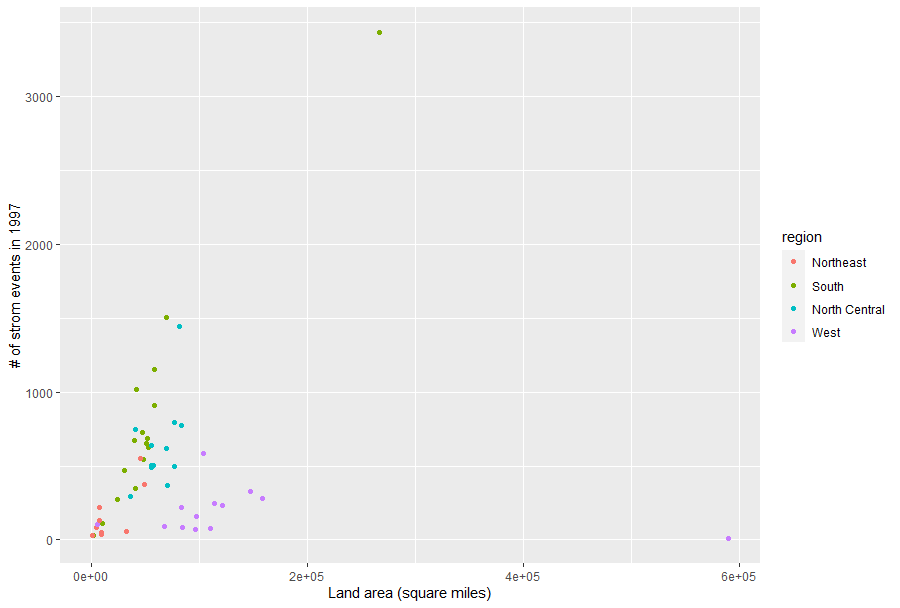 3000
2000
1000
0
# of strom events in 1997
0e+00
2e+05
4e+05
6e+05
Land area (square miles)
region
Northeast
South
North Central
West